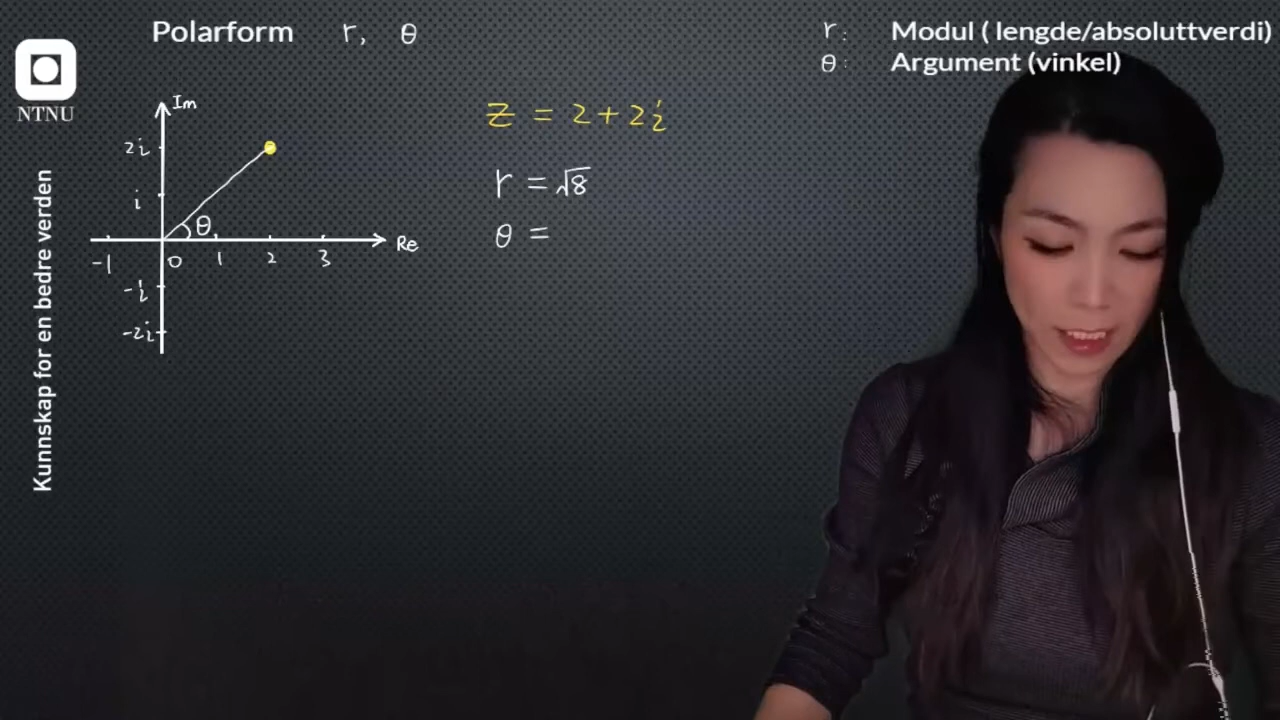 Polarform r, θ
r: Modul ( lengde/absoluttverdi)
θ: Argument (vinkel)
NTNU
Kunnskap for en bedre verden
Im
2i
i
θ
Re
-1 0 1 2 3
-i
-2i
z = 2+2i
r = √8
θ =